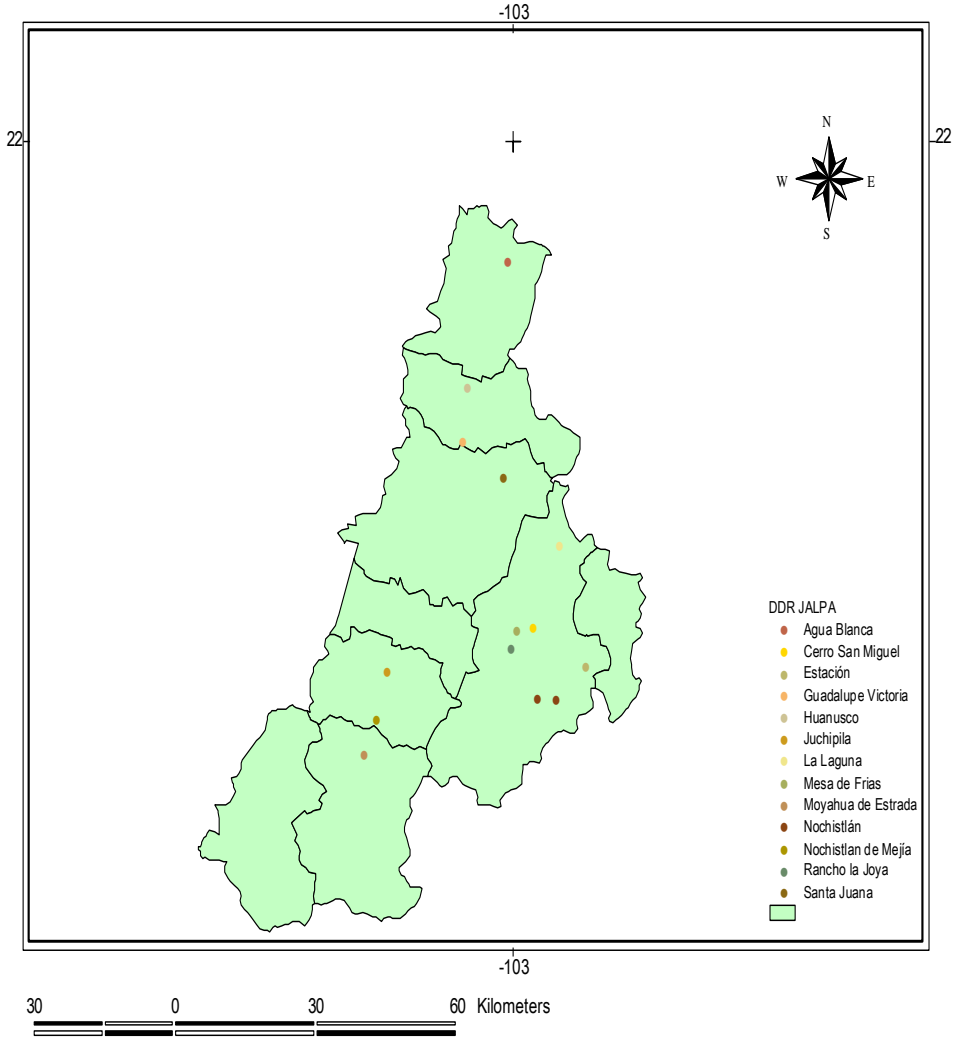 -103
22
22
N
W
E
S
DDR JALPA
Agua Blanca
Cerro San Miguel
Estación
Guadalupe Victoria
Huanusco
Juchipila
La Laguna
Mesa de Frias
Moyahua de Estrada
Nochistlán
Nochistlan de Mejía
Rancho la Joya
Santa Juana
-103
30 0 30 60 Kilometers